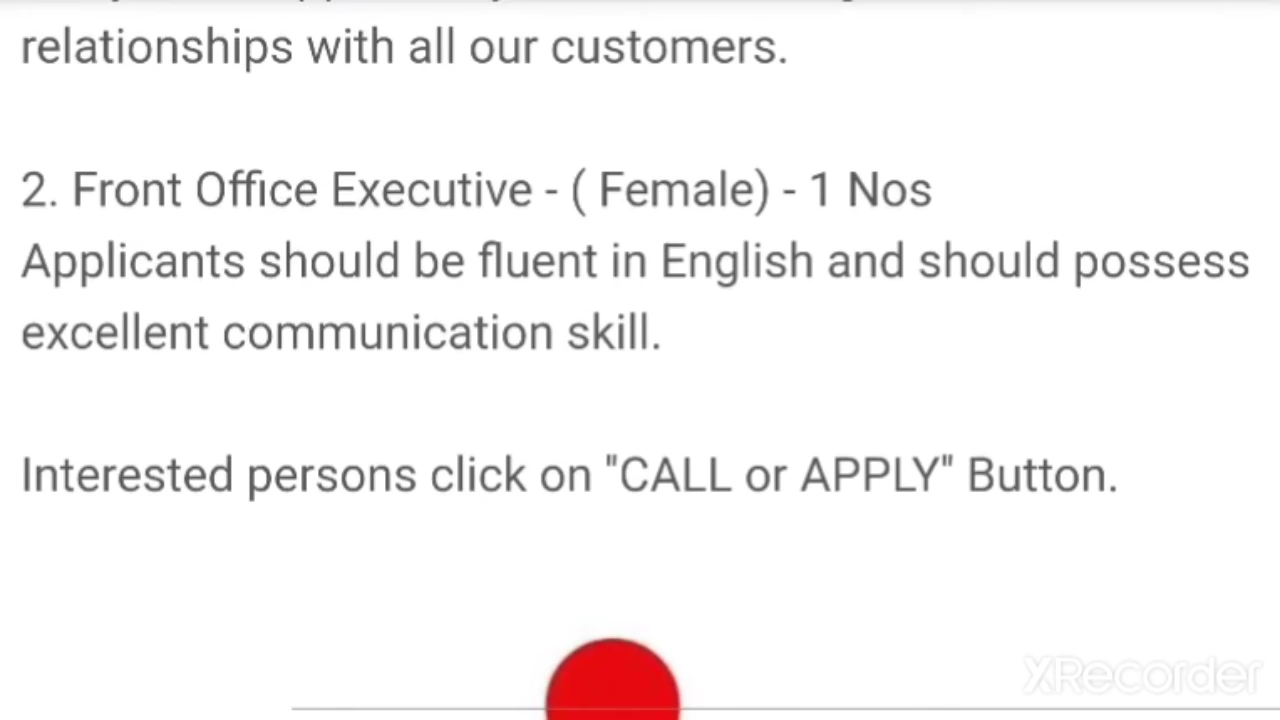 relationships with all our customers.
2. Front Office Executive - ( Female) - 1 Nos
Applicants should be fluent in English and should possess
excellent communication skill.
Interested persons click on "CALL or APPLY" Button.
XRecorder